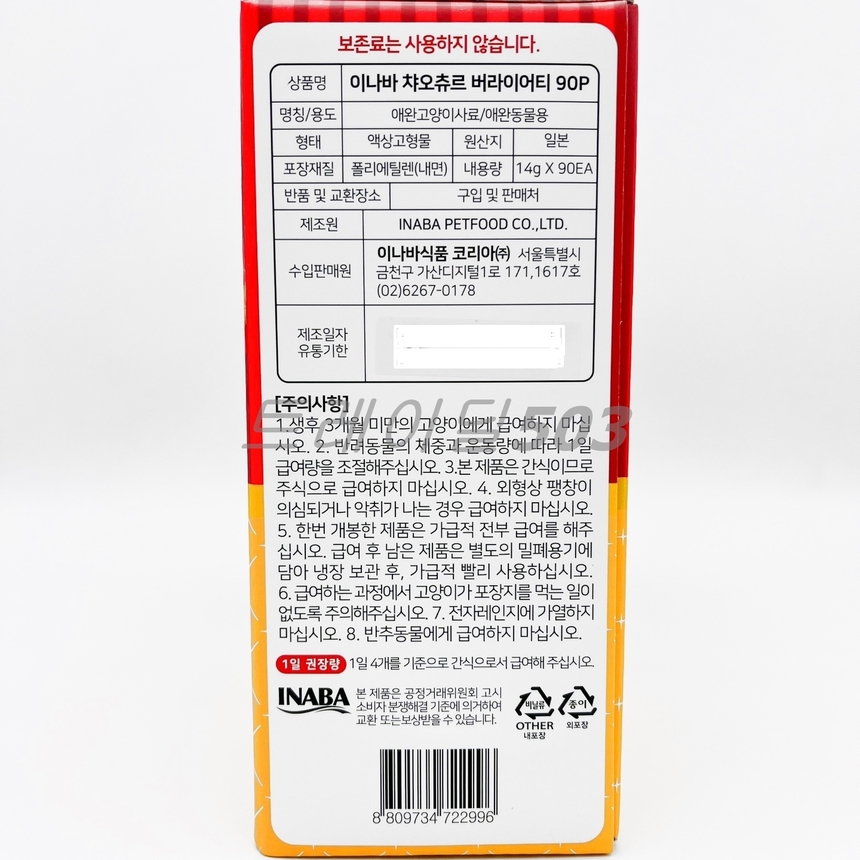 보존료는 사용하지 않습니다.
상품명 이나바 챠오츄르 버라이어티 90P
명칭/용도 애완고양이사료/애완동물용
형태 액상고형물 원산지 일본
포장재질 폴리에틸렌(내면) 내용량 14g X 90EA
반품 및 교환장소 구입 및 판매처
제조원 INABA PETFOOD CO.,LTD.
수입판매원 이나바식품 코리아㈜ 서울특별시
금천구 가산디지털1로 171,1617호
(02)6267-0178
제조일자
유통기한
[주의사항]
1.생후 3개월 미만의 고양이에게 급여하지 마십
시오. 2. 반려동물의 체중과 운동량에 따라 1일
급여량을 조절해주십시오. 3.본 제품은 간식이므로
주식으로 급여하지 마십시오. 4. 외형상 팽창이
의심되거나 악취가 나는 경우 급여하지 마십시오.
5. 한번 개봉한 제품은 가급적 전부 급여를 해주
십시오. 급여 후 남은 제품은 별도의 밀폐용기에
담아 냉장 보관 후, 가급적 빨리 사용하십시오.
6. 급여하는 과정에서 고양이가 포장지를 먹는 일이
없도록 주의해주십시오. 7. 전자레인지에 가열하지
마십시오. 8. 반추동물에게 급여하지 마십시오.
트레이딩503
1일 권장량 1일 4개를 기준으로 간식으로서 급여해 주십시오.
INABA 본 제품은 공정거래위원회 고시
소비자 분쟁해결 기준에 의거하여
교환 또는보상받을 수 있습니다.
비닐류 종이
OTHER 외포장
내포장
8 809734 722996